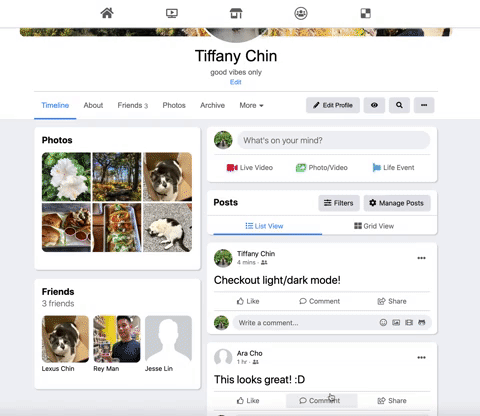 Tiffany Chin
good vibes only
Edit
Timeline
About
Friends 3
Photos
Archive
More
Edit Profile
Photos
What's on your mind?
Live Video
Photo/Video
Life Event
Posts
Filters
Manage Posts
List View
Grid View
Tiffany Chin
4 mins ·
Checkout light/dark mode!
Like
Comment
Share
Write a comment...
Friends
3 friends
Lexus Chin
Rey Man
Jesse Lin
Ara Cho
1 hr ·
This looks great! :D
Like
Comment
Share